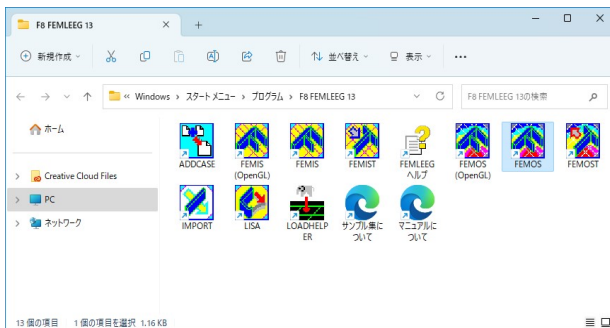 F8 FEMLEEG 13
新規作成
並べ替え
表示
« Windows › スタート メニュー › プログラム › F8 FEMLEEG 13
F8 FEMLEEG 13の検索
ホーム
Creative Cloud Files
PC
ネットワーク
ADDCASE
FEMIS
(OpenGL)
FEMIS
FEMIST
FEMLEEG
ヘルプ
FEMOS
(OpenGL)
FEMOS
FEMOST
IMPORT
LISA
LOADHELP
ER
サンプル集に
ついて
マニュアルに
ついて
13 個の項目 1 個の項目を選択 1.16 KB